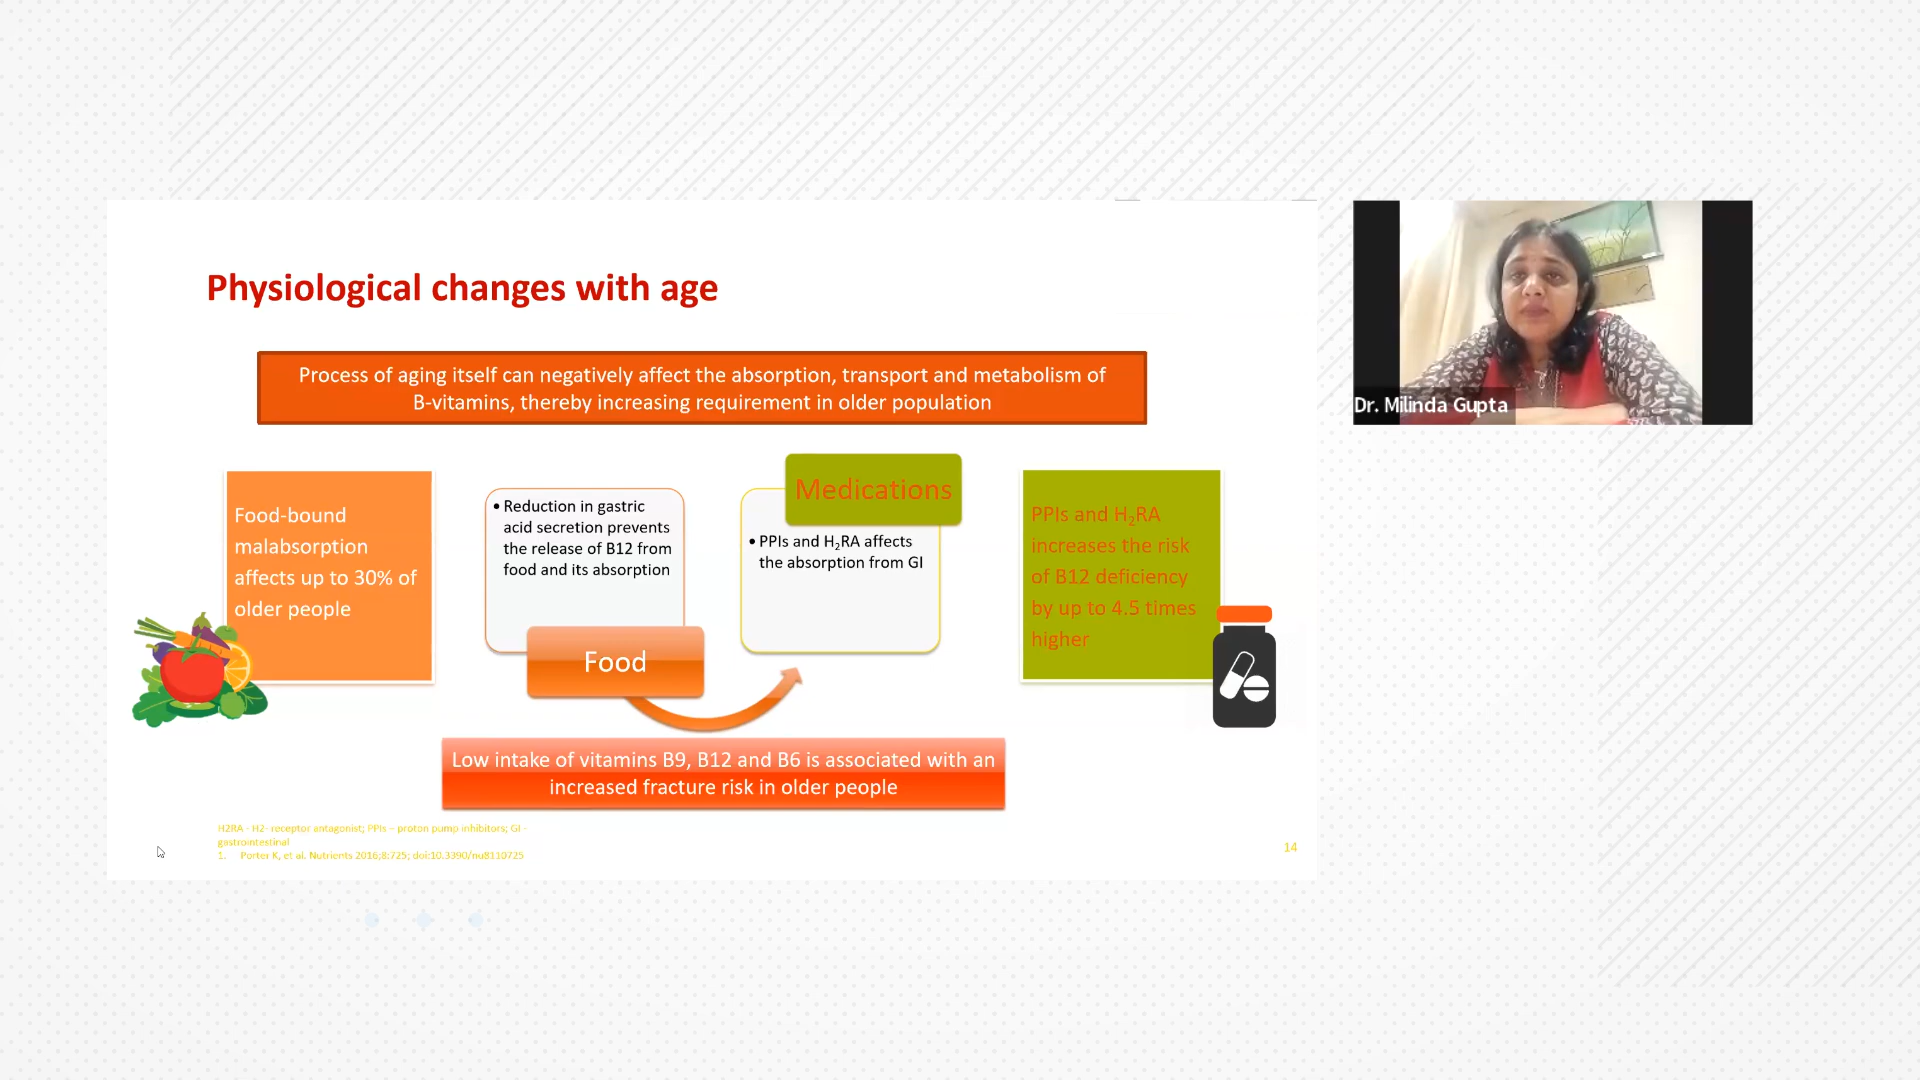 Physiological changes with age
Process of aging itself can negatively affect the absorption, transport and metabolism of
B-vitamins, thereby increasing requirement in older population
Food-bound
malabsorption
affects up to 30% of
older people
• Reduction in gastric
acid secretion prevents
the release of B12 from
food and its absorption
Food
Medications
• PPIs and H₂RA affects
the absorption from GI
PPIs and H₂RA
increases the risk
of B12 deficiency
by up to 4.5 times
higher
Low intake of vitamins B9, B12 and B6 is associated with an
increased fracture risk in older people
H2RA - H2- receptor antagonist; PPIs – proton pump inhibitors; GI -
gastrointestinal
1. Porter K, et al. Nutrients 2016;8:725; doi:10.3390/nu8110725
14
Dr. Milinda Gupta